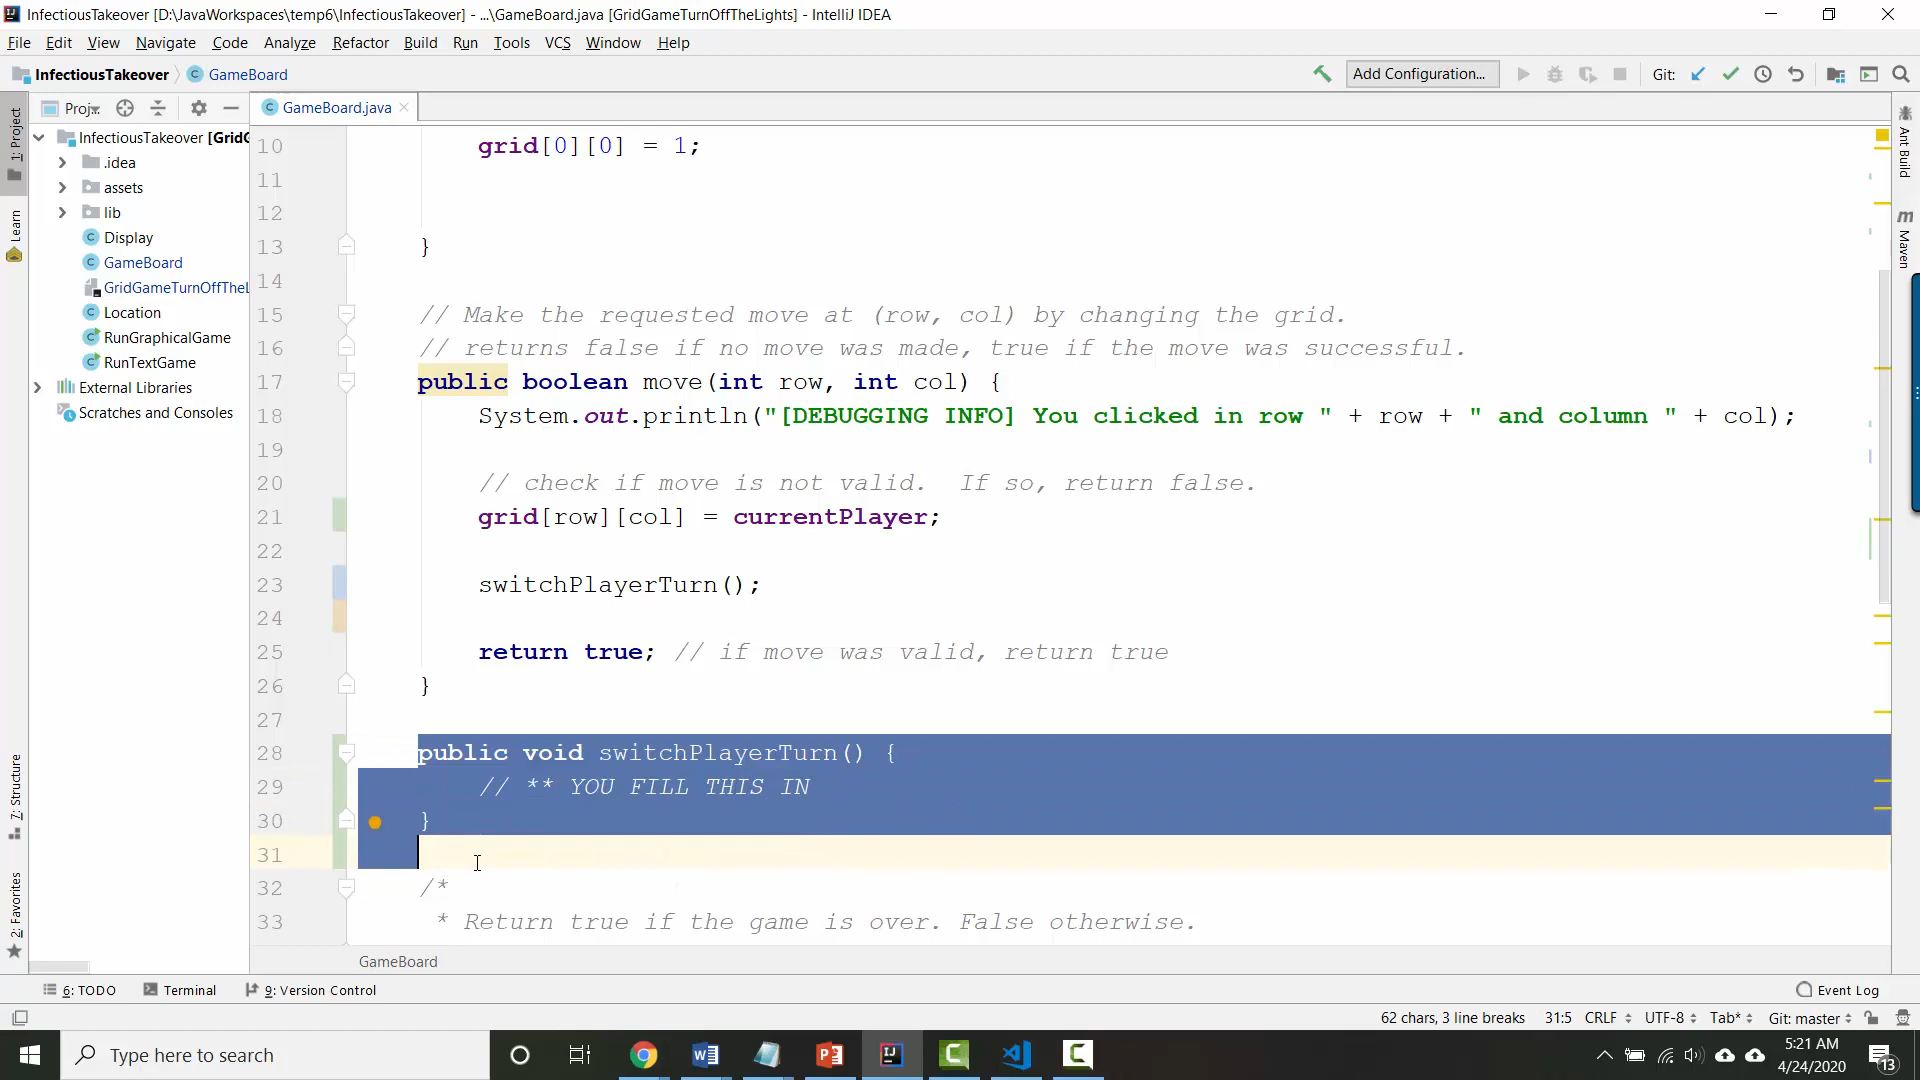 InfectiousTakeover [D:\JavaWorkspaces\temp6\InfectiousTakeover] - ...\GameBoard.java [GridGameTurnOffTheLights] - IntelliJ IDEA
File Edit View Navigate Code Analyze Refactor Build Run Tools VCS Window Help
InfectiousTakeover GameBoard Add Configuration... Git:
Proj GameBoard.java
1: Project
Learn
7: Structure
2: Favorites
InfectiousTakeover [GridG
.idea
assets
lib
Display
GameBoard
GridGameTurnOffTheL
Location
RunGraphicalGame
RunTextGame
External Libraries
Scratches and Consoles
10 grid[0][0] = 1;
11
12
13 }
14
15 // Make the requested move at (row, col) by changing the grid.
16 // returns false if no move was made, true if the move was successful.
17 public boolean move(int row, int col) {
18 System.out.println("[DEBUGGING INFO] You clicked in row " + row + " and column " + col);
19
20 // check if move is not valid.  If so, return false.
21 grid[row][col] = currentPlayer;
22
23 switchPlayerTurn();
24
25 return true; // if move was valid, return true
26 }
27
28 public void switchPlayerTurn() {
29 // ** YOU FILL THIS IN
30 }
31
32 /*
33 * Return true if the game is over. False otherwise.
GameBoard
Ant Build
m Maven
6: TODO Terminal 9: Version Control Event Log
62 chars, 3 line breaks 31:5 CRLF UTF-8 Tab* Git: master
Type here to search
5:21 AM
4/24/2020
13